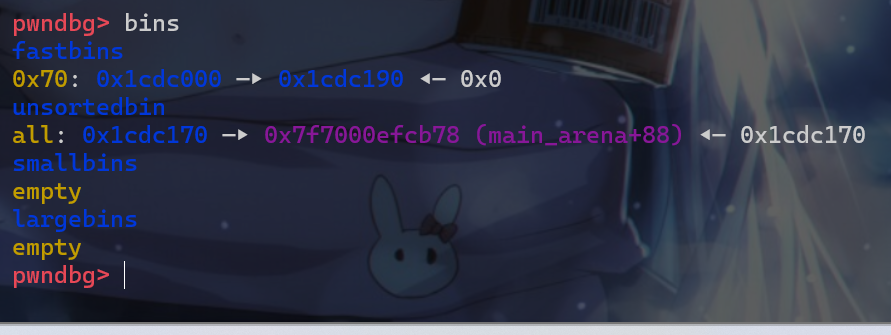 pwndbg> bins
fastbins
0x70: 0x1cdc000 —▸ 0x1cdc190 ◂— 0x0
unsortedbin
all: 0x1cdc170 —▸ 0x7f7000efcb78 (main_arena+88) ◂— 0x1cdc170
smallbins
empty
largebins
empty
pwndbg>